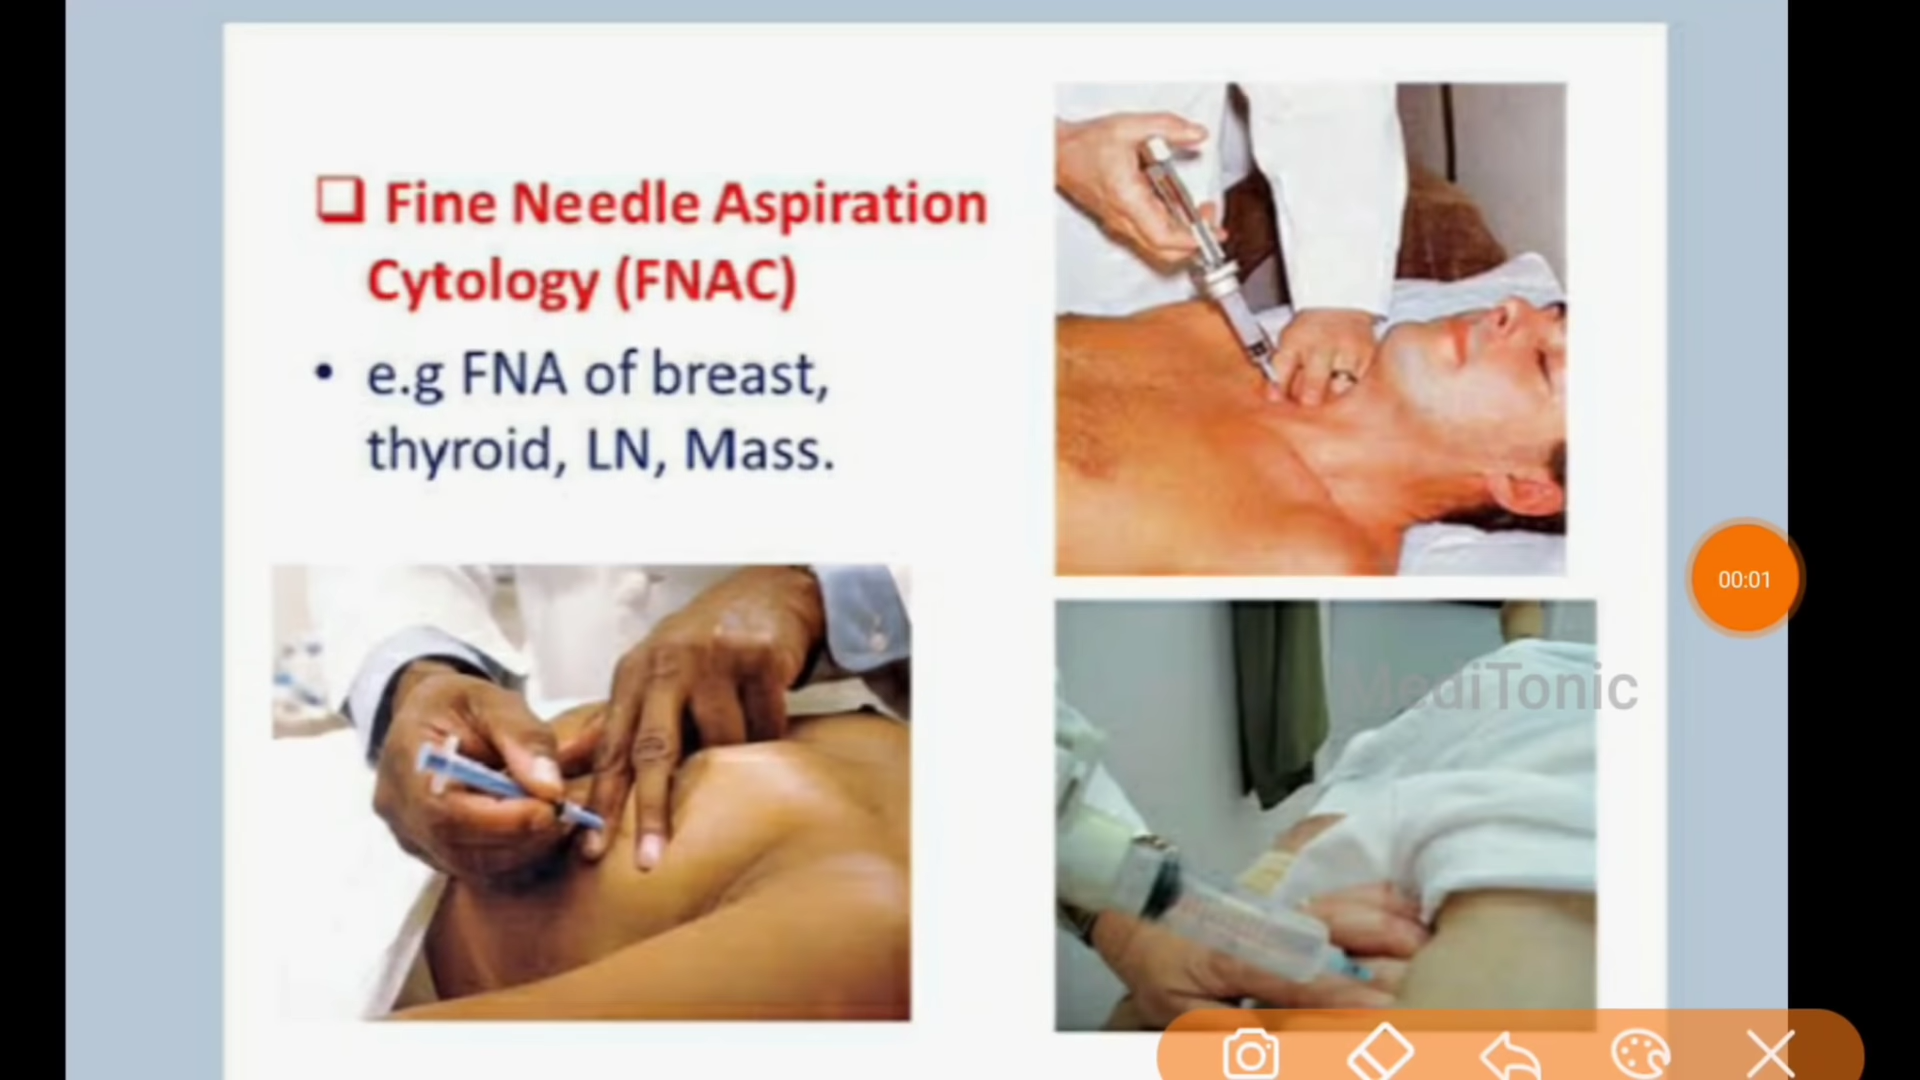 Fine Needle Aspiration
Cytology (FNAC)
• e.g FNA of breast,
thyroid, LN, Mass.
MediTonic
00:01